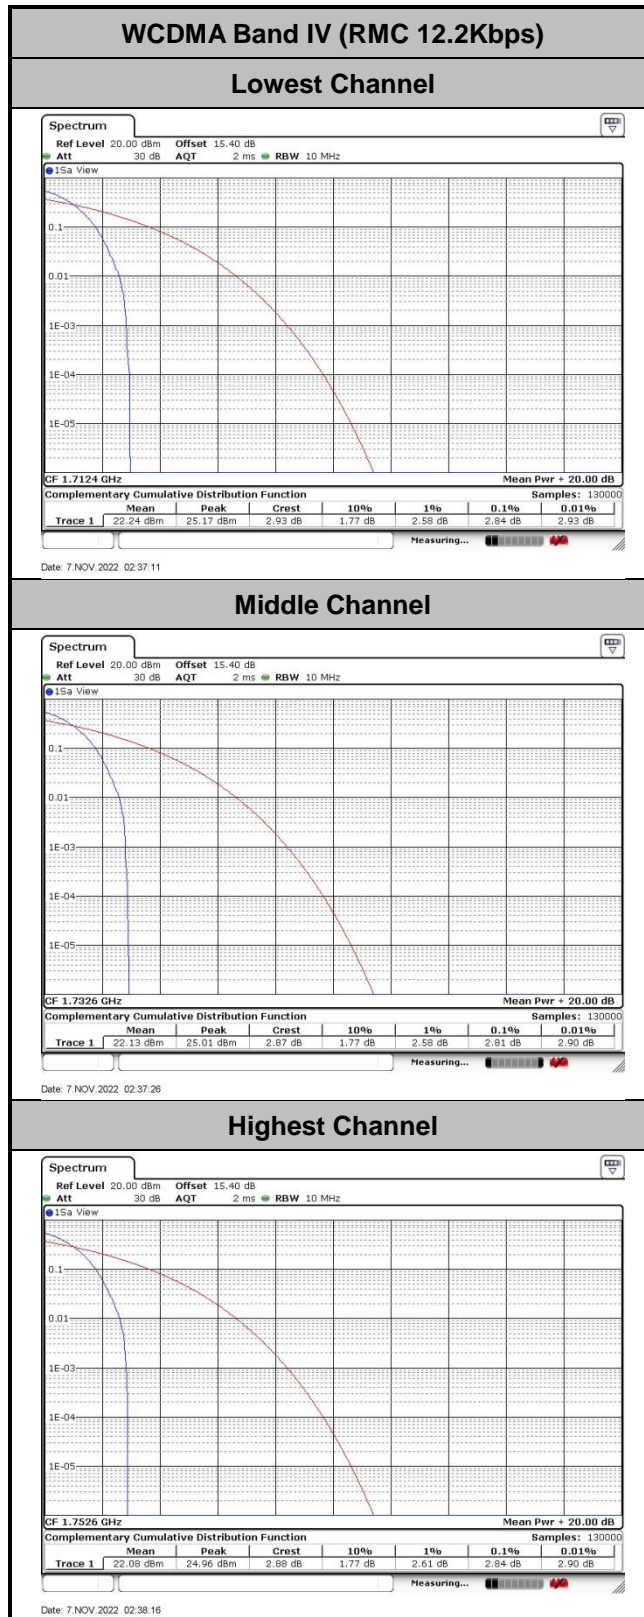 WCDMA Band IV (RMC 12.2Kbps)
Lowest Channel
Spectrum
Ref Level 20.00 dBm Offset 15.40 dB
Att 30 dB AQT 2 ms RBW 10 MHz
1Sa View
0.1
0.01
1E-03
1E-04
1E-05
CF 1.7124 GHz Mean Pwr + 20.00 dB
Complementary Cumulative Distribution Function Samples: 130000
Mean Peak Crest 10% 1% 0.1% 0.01%
Trace 1 22.24 dBm 25.17 dBm 2.93 dB 1.77 dB 2.58 dB 2.84 dB 2.93 dB
Measuring...
Date: 7.NOV.2022 02:37:11
Middle Channel
Spectrum
Ref Level 20.00 dBm Offset 15.40 dB
Att 30 dB AQT 2 ms RBW 10 MHz
1Sa View
0.1
0.01
1E-03
1E-04
1E-05
CF 1.7326 GHz Mean Pwr + 20.00 dB
Complementary Cumulative Distribution Function Samples: 130000
Mean Peak Crest 10% 1% 0.1% 0.01%
Trace 1 22.13 dBm 25.01 dBm 2.87 dB 1.77 dB 2.58 dB 2.81 dB 2.90 dB
Measuring...
Date: 7.NOV.2022 02:37:26
Highest Channel
Spectrum
Ref Level 20.00 dBm Offset 15.40 dB
Att 30 dB AQT 2 ms RBW 10 MHz
1Sa View
0.1
0.01
1E-03
1E-04
1E-05
CF 1.7526 GHz Mean Pwr + 20.00 dB
Complementary Cumulative Distribution Function Samples: 130000
Mean Peak Crest 10% 1% 0.1% 0.01%
Trace 1 22.08 dBm 24.96 dBm 2.88 dB 1.77 dB 2.61 dB 2.84 dB 2.90 dB
Measuring...
Date: 7.NOV.2022 02:38:16